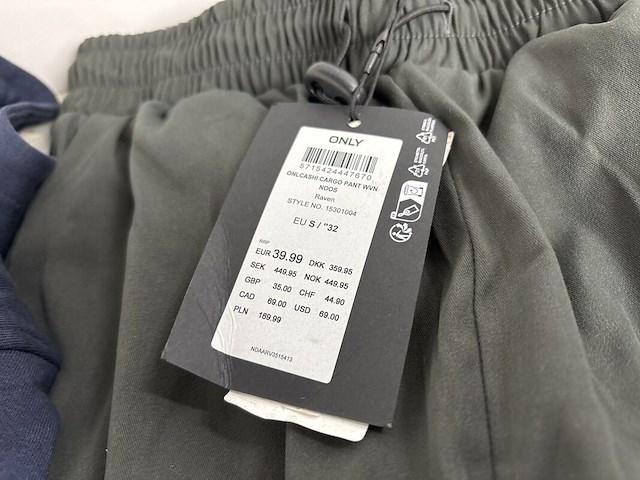 ONLY
5715424447670
ONLCASHI CARGO PANT WVN
NOOS
Raven
STYLE NO. 15301004
EU S / "32
RRP
EUR 39.99 DKK 359.95
SEK 449.95 NOK 449.95
GBP 35.00 CHF 44.90
CAD 69.00 USD 69.00
PLN 169.99
NDAARV3515413